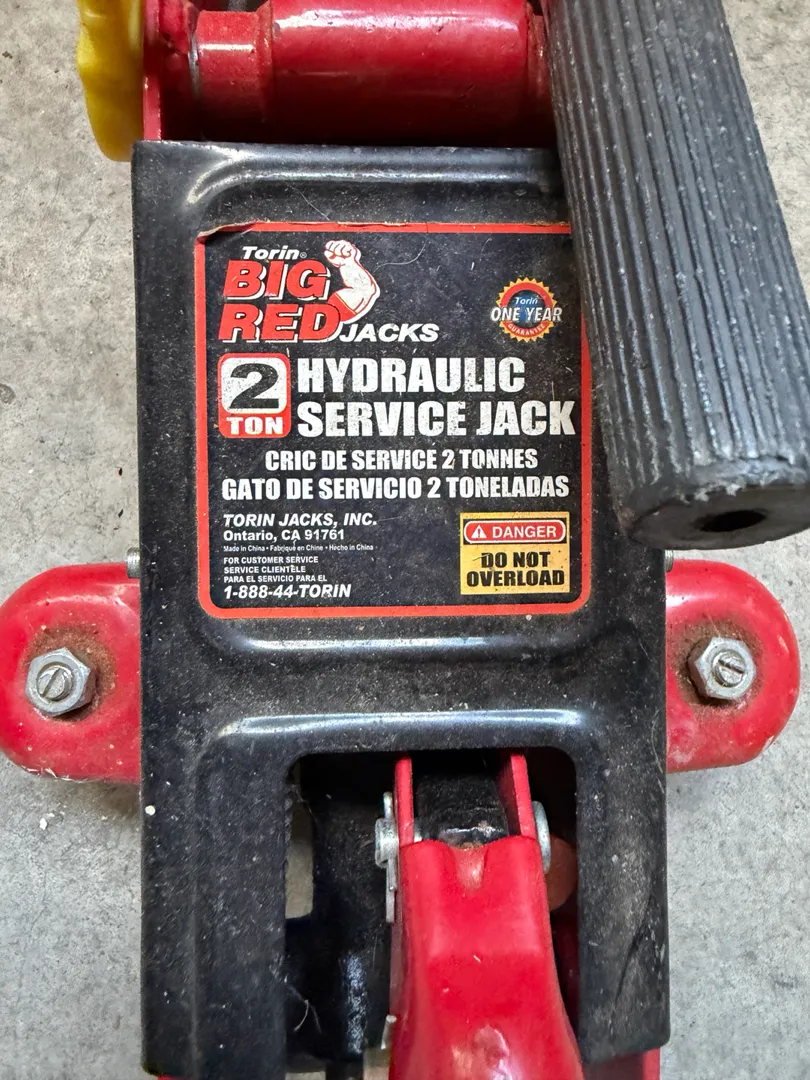 Torin®
BIG
RED JACKS
Torin
ONE YEAR
GUARANTEE
2
TON
HYDRAULIC
SERVICE JACK
CRIC DE SERVICE 2 TONNES
GATO DE SERVICIO 2 TONELADAS
TORIN JACKS, INC.
Ontario, CA 91761
Made in China • Fabriqué en Chine • Hecho in China
FOR CUSTOMER SERVICE
SERVICE CLIENTÈLE
PARA EL SERVICIO PARA EL
1-888-44-TORIN
DANGER
DO NOT
OVERLOAD